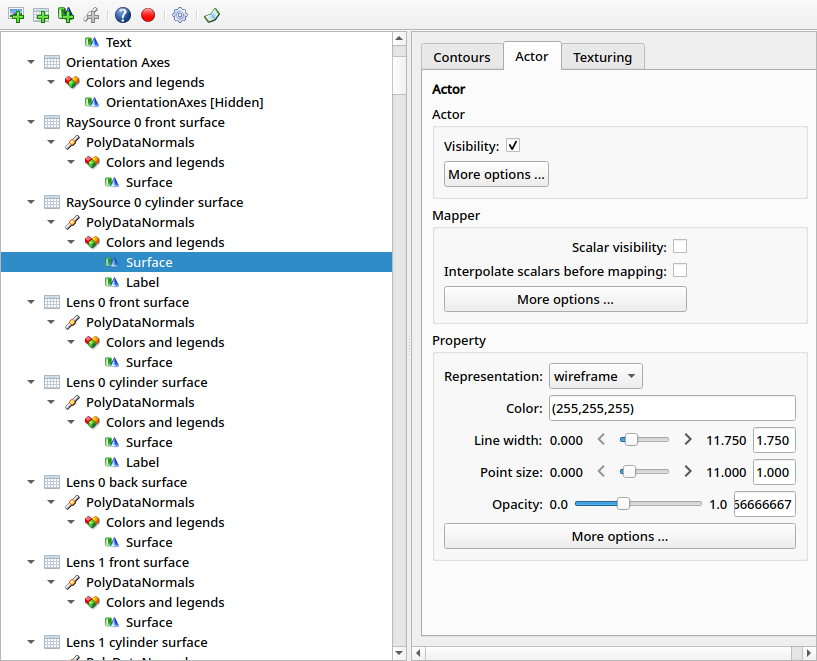 Text
Orientation Axes
Colors and legends
OrientationAxes [Hidden]
RaySource 0 front surface
PolyDataNormals
Colors and legends
Surface
RaySource 0 cylinder surface
PolyDataNormals
Colors and legends
Surface
Label
Lens 0 front surface
PolyDataNormals
Colors and legends
Surface
Lens 0 cylinder surface
PolyDataNormals
Colors and legends
Surface
Label
Lens 0 back surface
PolyDataNormals
Colors and legends
Surface
Lens 1 front surface
PolyDataNormals
Colors and legends
Surface
Lens 1 cylinder surface
PolyDataNormals
Contours Actor Texturing
Actor
Actor
Visibility:
More options ...
Mapper
Scalar visibility:
Interpolate scalars before mapping:
More options ...
Property
Representation: wireframe
Color: (255,255,255)
Line width: 0.000 11.750 1.750
Point size: 0.000 11.000 1.000
Opacity: 0.0 1.0 66666667
More options ...